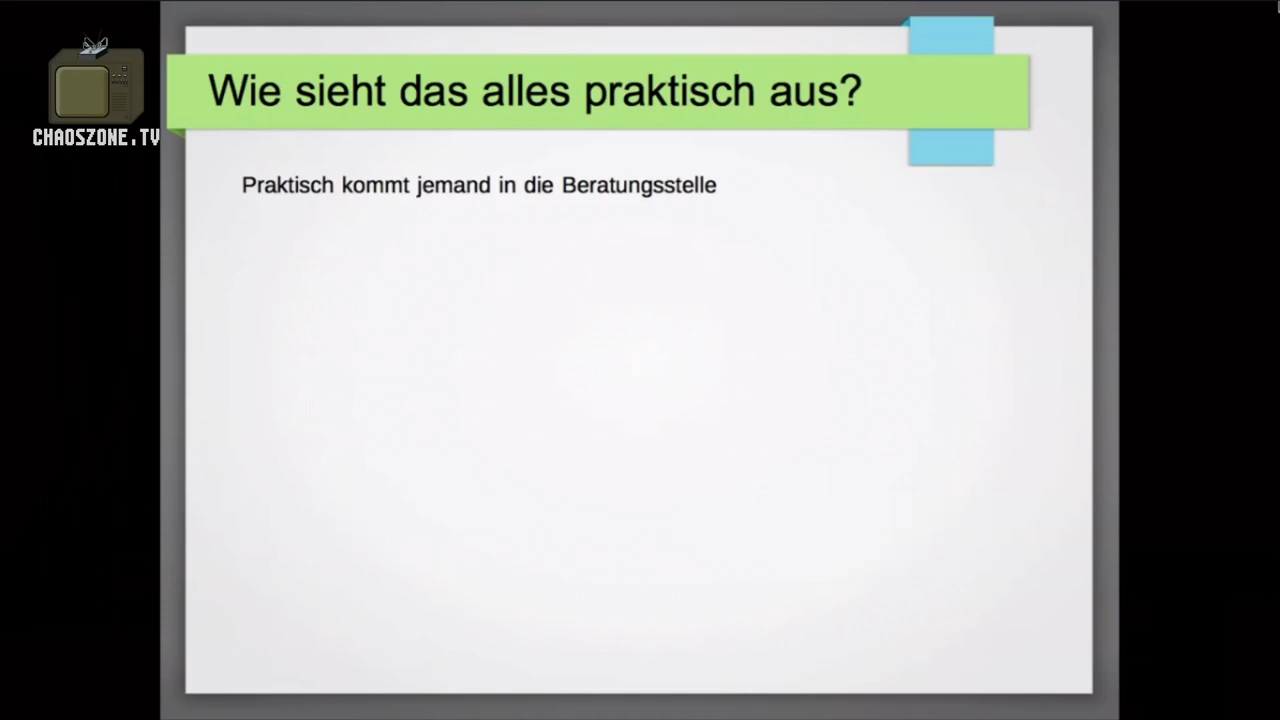 Wie sieht das alles praktisch aus?
CHAOSZONE.TV
Praktisch kommt jemand in die Beratungsstelle